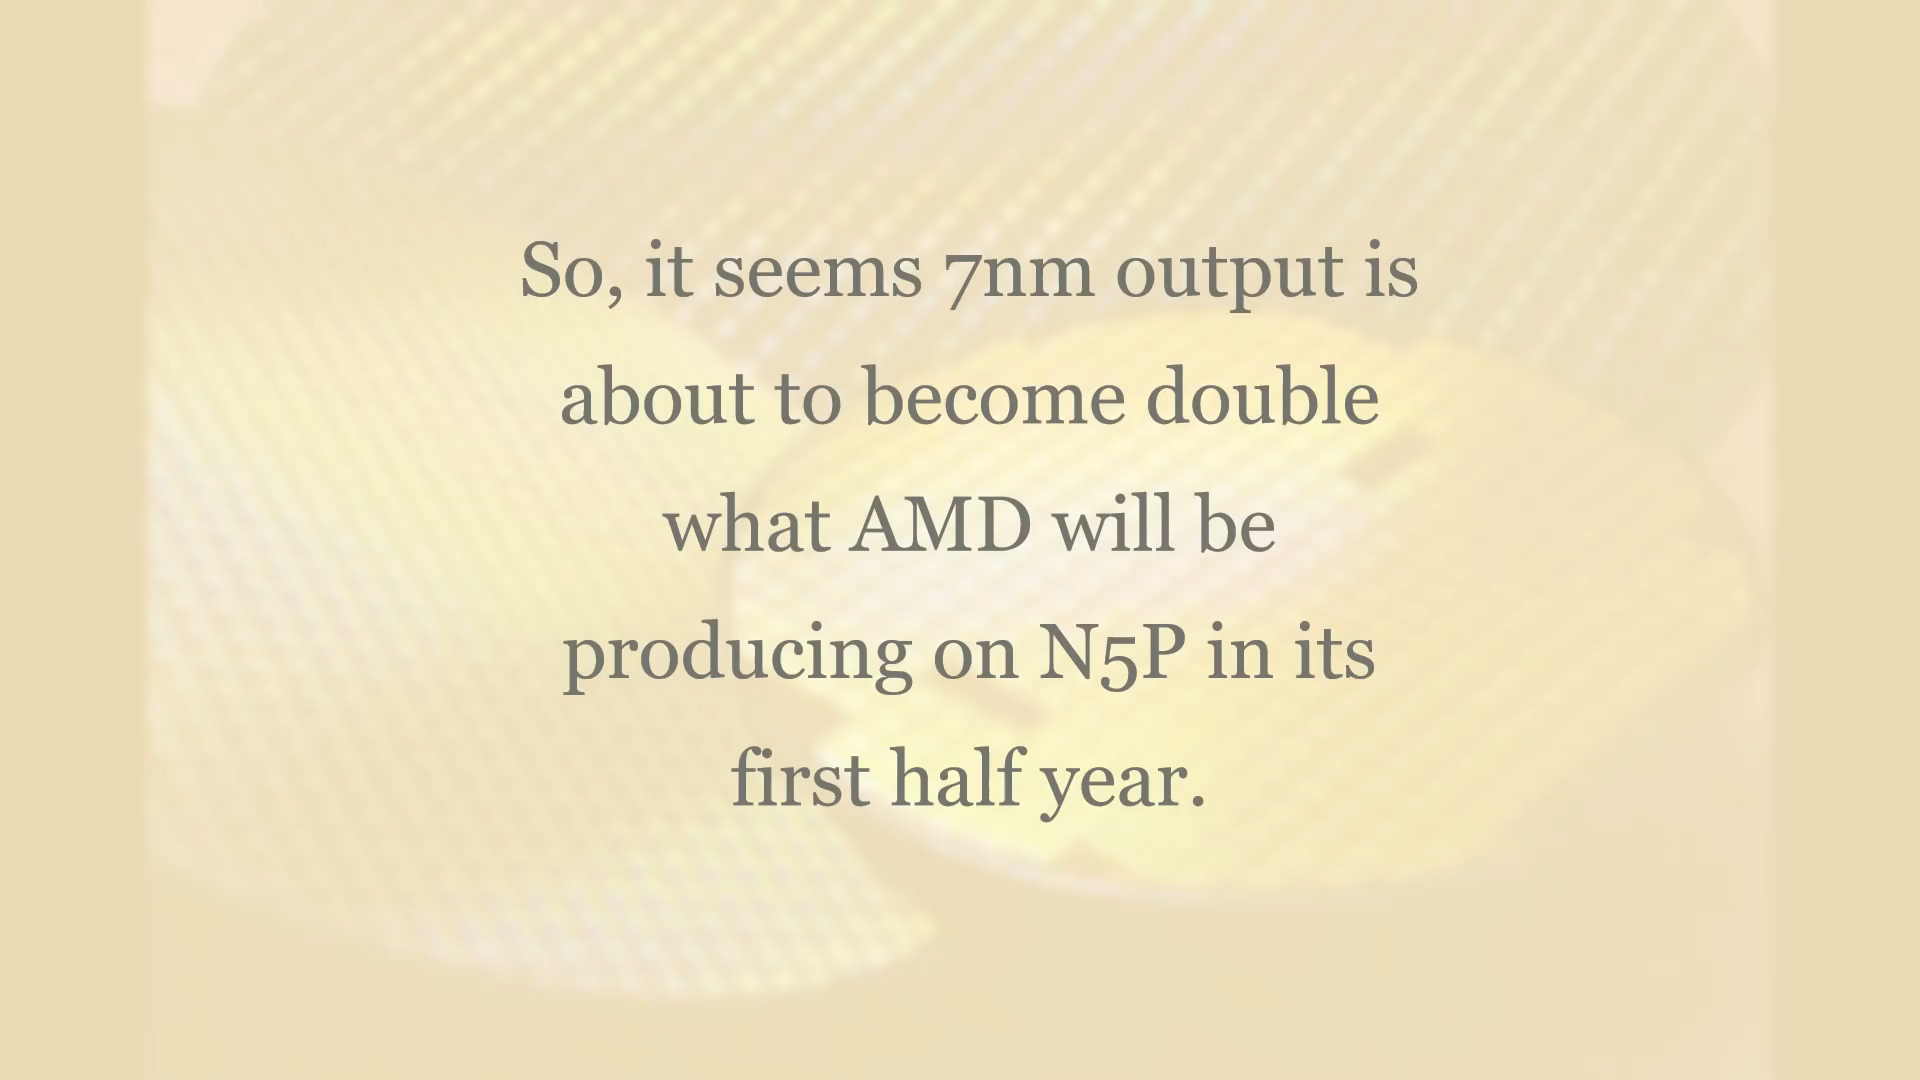 So, it seems 7nm output is
about to become double
what AMD will be
producing on N5P in its
first half year.